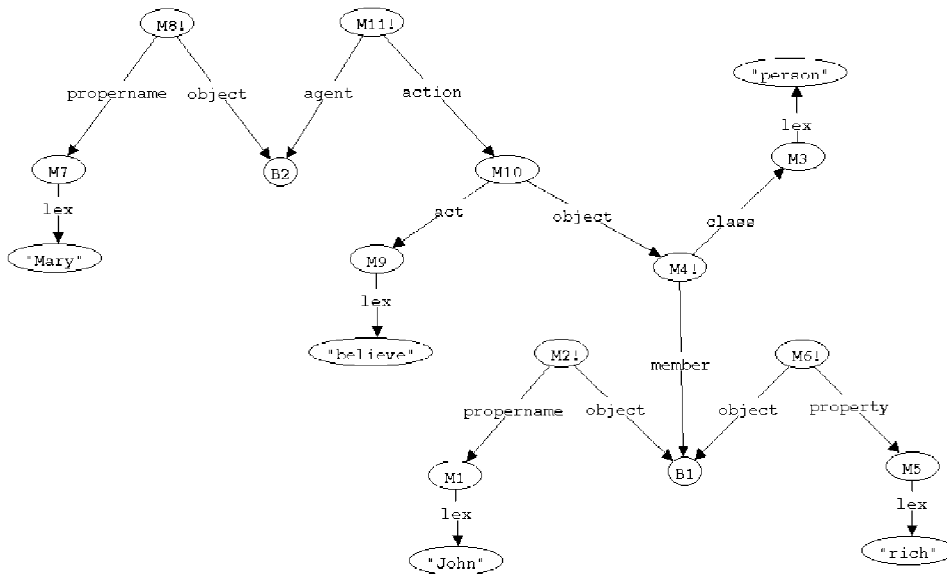 M8!
M11!
"person"
propername
object
agent
action
lex
M7
B2
M10
M3
lex
act
object
class
"Mary"
M9
M4!
lex
"believe"
M2!
member
M6!
propername
object
object
property
M1
B1
M5
lex
lex
"John"
"rich"